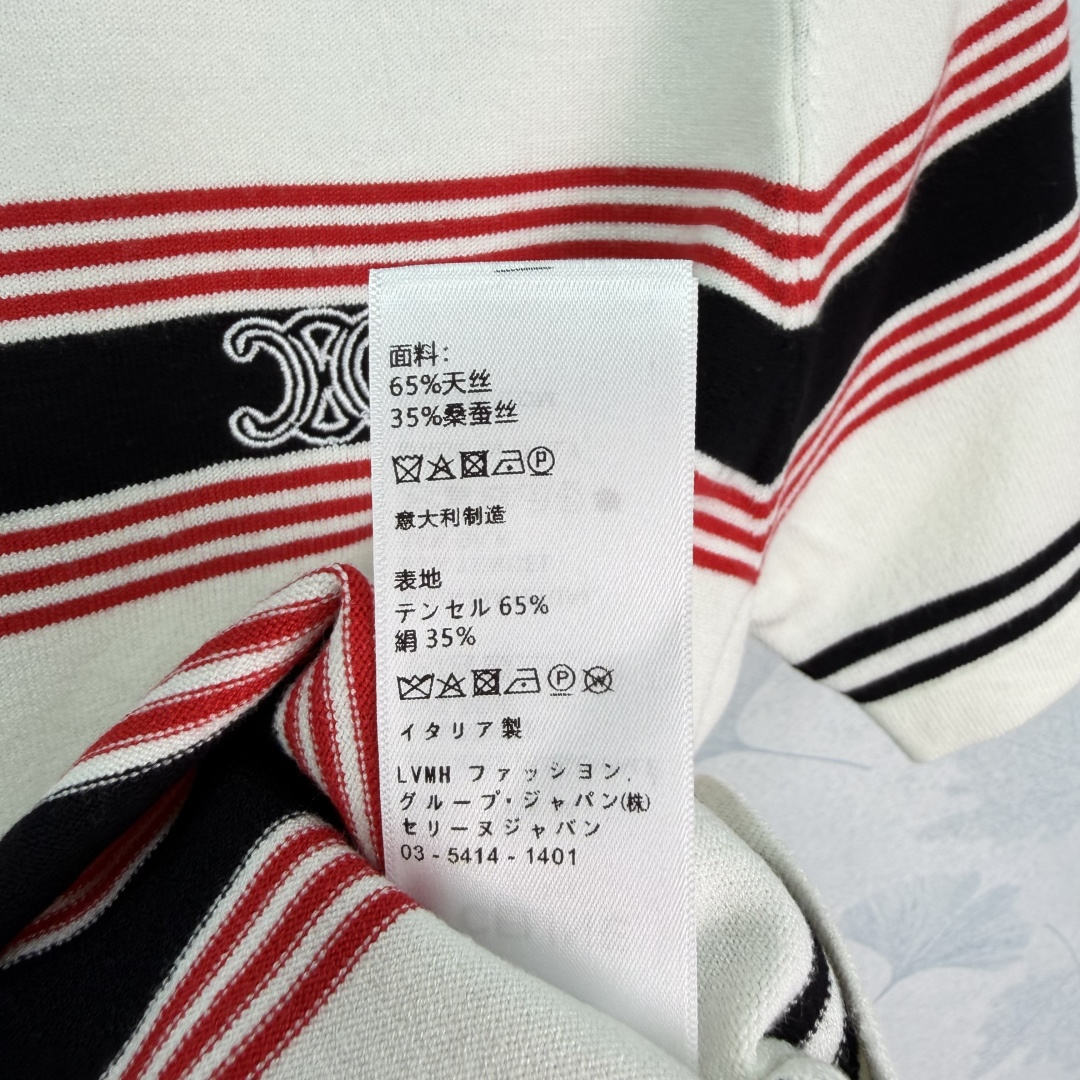 面料:
65%天丝
35%桑蚕丝
P
意大利制造
表地
テンセル 65%
絹 35%
P W
イタリア製
LVMH ファッション.
グループ･ジャパン(株)
セリーヌジャパン
03 - 5414 - 1401